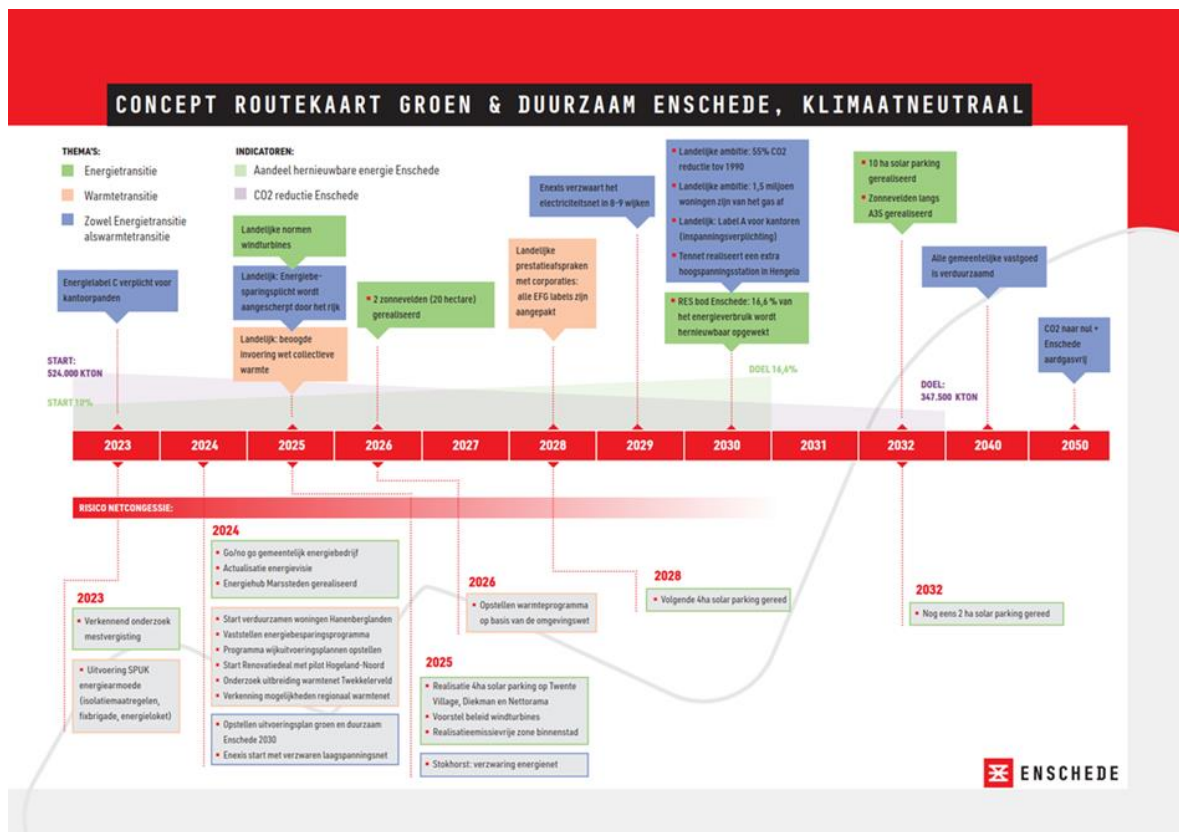 CONCEPT ROUTEKAART GROEN & DUURZAAM ENSCHEDE, KLIMAATNEUTRAAL
THEMA'S:
Energietransitie
Warmtetransitie
Zowel Energietransitie
alswarmtetransitie
INDICATOREN:
Aandeel hernieuwbare energie Enschede
CO2 reductie Enschede
Energielabel C verplicht voor
kantoorpanden
Landelijke normen
windturbines
Landelijk: Energiebe-
sparingsplicht wordt
aangescherpt door het rijk
Landelijk: beoogde
invoering wet collectieve
warmte
2 zonnevelden (20 hectare)
gerealiseerd
Landelijke
prestatieafspraken
met corporaties:
alle EFG labels zijn
aangepakt
Enexis verzwaart het
electriciteitsnet in 8-9 wijken
Landelijke ambitie: 55% CO2
reductie tov 1990
Landelijke ambitie: 1,5 miljoen
woningen zijn van het gas af
Landelijk: Label A voor kantoren
(inspanningsverplichting)
Tennet realiseert een extra
hoogspanningsstation in Hengelo
RES bod Enschede: 16,6 % van
het energieverbruik wordt
hernieuwbaar opgewekt
10 ha solar parking
gerealiseerd
Zonnevelden langs
A35 gerealiseerd
Alle gemeentelijke vastgoed
is verduurzaamd
CO2 naar nul +
Enschede
aardgasvrij
START:
524.000 KTON
START 10%
DOEL 16,6%
DOEL:
347.500 KTON
2023 2024 2025 2026 2027 2028 2029 2030 2031 2032 2040 2050
RISICO NETCONGESSIE:
2023
Verkennend onderzoek
mestvergisting
Uitvoering SPUK
energiearmoede
(isolatiemaatregelen,
fixbrigade, energieloket)
2024
Go/no go gemeentelijk energiebedrijf
Actualisatie energievisie
Energiehub Marssteden gerealiseerd
Start verduurzamen woningen Hanenberglanden
Vaststellen energiebesparingsprogramma
Programma wijkuitvoeringsplannen opstellen
Start Renovatiedeal met pilot Hogeland-Noord
Onderzoek uitbreiding warmtenet Twekkelerveld
Verkenning mogelijkheden regionaal warmtenet
Opstellen uitvoeringsplan groen en duurzaam
Enschede 2030
Enexis start met verzwaren laagspanningsnet
2025
Realisatie 4ha solar parking op Twente
Village, Diekman en Nettorama
Voorstel beleid windturbines
Realisatieemissievrije zone binnenstad
Stokhorst: verzwaring energienet
2026
Opstellen warmteprogramma
op basis van de omgevingswet
2028
Volgende 4ha solar parking gereed
2032
Nog eens 2 ha solar parking gereed
ENSCHEDE